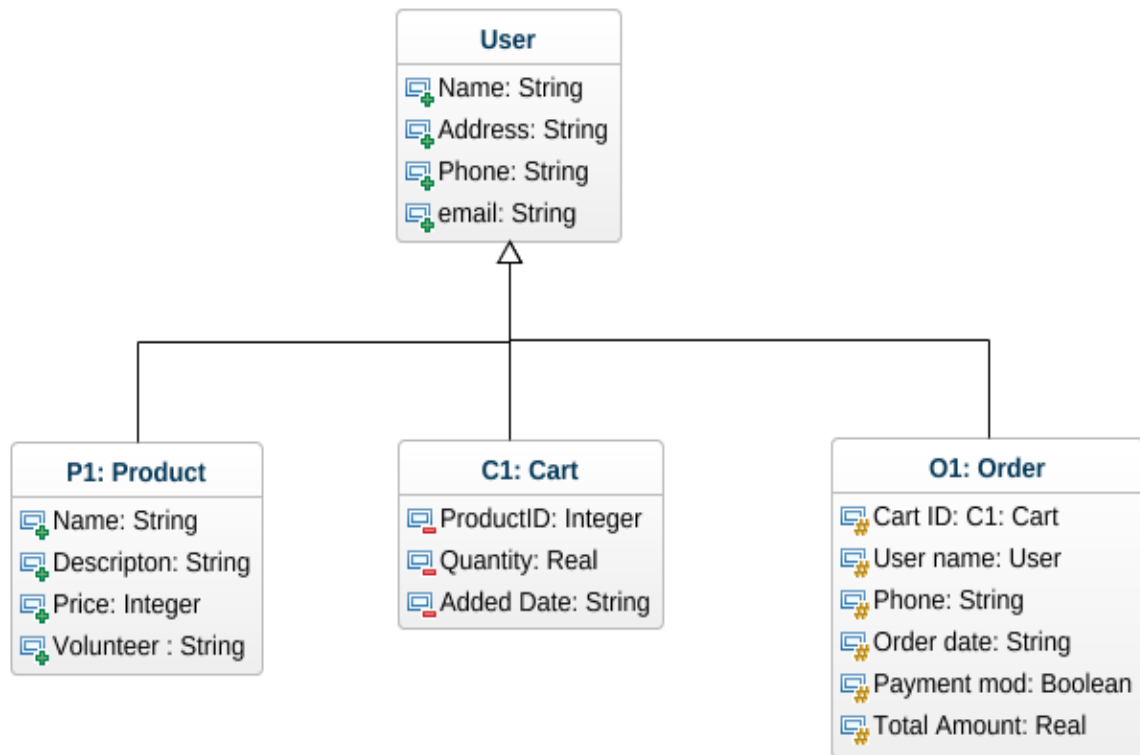 User
Name: String
Address: String
Phone: String
email: String
P1: Product
Name: String
Descripton: String
Price: Integer
Volunteer : String
C1: Cart
ProductID: Integer
Quantity: Real
Added Date: String
O1: Order
Cart ID: C1: Cart
User name: User
Phone: String
Order date: String
Payment mod: Boolean
Total Amount: Real